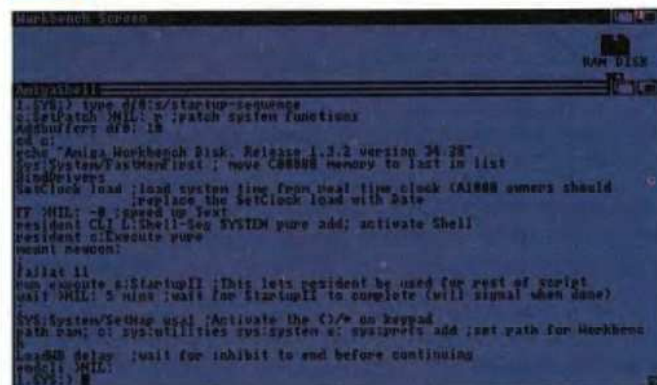 Workbench Screen
RAM DISK
AmigaShell
1.SYS:> type df0:s/startup-sequence
c:SetPatch >NIL: r ;patch system functions
Addbuffers df0: 10
cd c:
echo "Amiga Workbench Disk. Release 1.3.2 version 34.28"
Sys:System/FastMemFirst ; move C00000 memory to last in list
BindDrivers
SetClock load ;load system time from real time clock (A1000 owners should
;replace the SetClock load with Date
FF >NIL: -0 ;speed up Text
resident CLI L:Shell-Seg SYSTEM pure add; activate Shell
resident c:Execute pure
mount newcon:
;
failat 11
run execute s:StartupII ;This lets resident be used for rest of script
wait >NIL: 5 mins ;wait for StartupII to complete (will signal when done)
;
SYS:System/SetMap usa1 ;Activate the ()/* on keypad
path ram: c: sys:utilities sys:system s: sys:prefs add ;set path for Workbenc
h
LoadWB delay ;wait for inhibit to end before continuing
endcli >NIL:
1.SYS:>